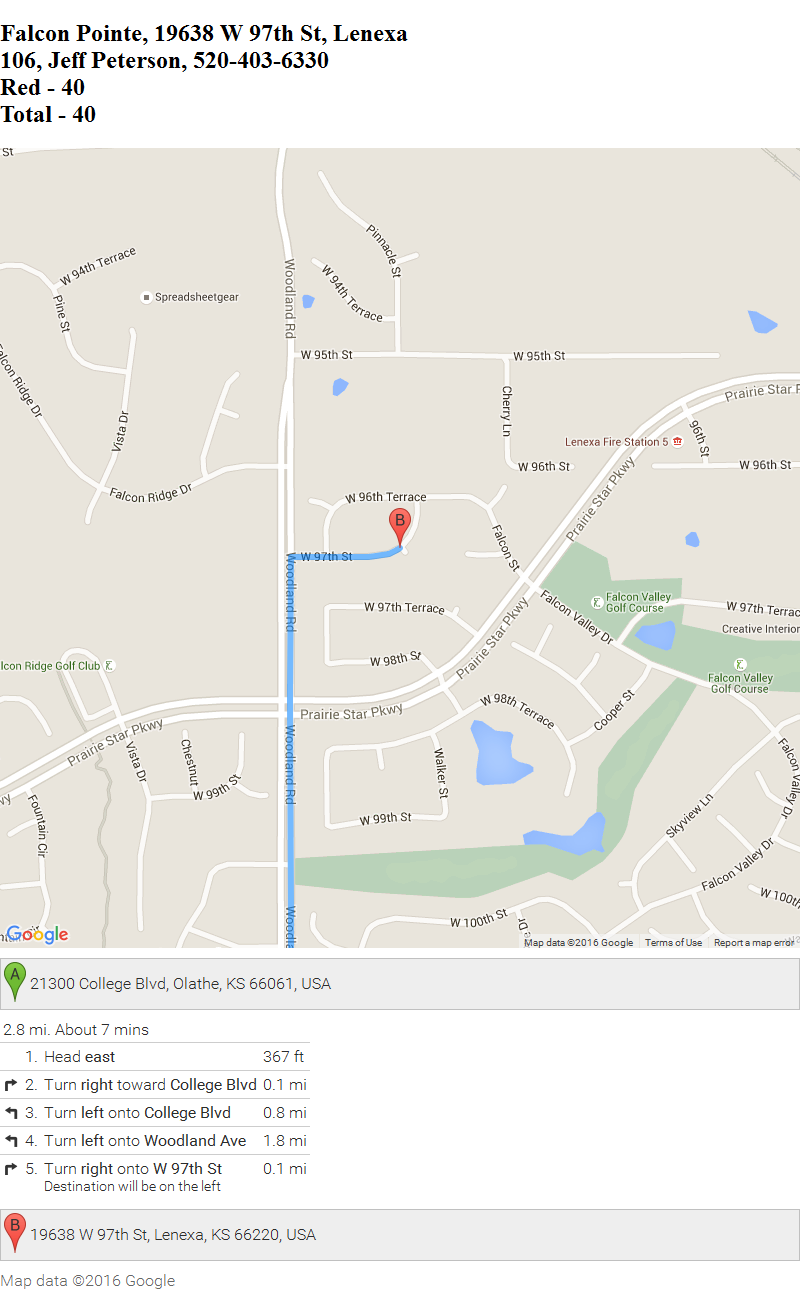 Falcon Pointe, 19638 W 97th St, Lenexa
106, Jeff Peterson, 520-403-6330
Red - 40
Total - 40
St
Pinnacle St
W 94th Terrace
Woodland Rd
W 94th Terrace
Spreadsheetgear
Pine St
W 95th St
W 95th St
Falcon Ridge Dr
Prairie Star P
Cherry Ln
Vista Dr
96th St
Lenexa Fire Station 5
W 96th St
W 96th St
Prairie Star Pkwy
Falcon Ridge Dr
W 96th Terrace
B
Falcon St
W 97th St
Woodland Rd
Falcon Valley
Golf Course
W 97th Terrace
W 97th Terrac
Falcon Valley Dr
Creative Interior
Prairie Star Pkwy
W 98th St
lcon Ridge Golf Club
Falcon Valley
Golf Course
W 98th Terrace
Cooper St
Prairie Star Pkwy
Prairie Star Pkwy
Woodland Rd
Vista Dr
Chestnut
Walker St
Falcon Valley Dr
W 99th St
wy
Fountain Cir
W 99th St
Skyview Ln
Falcon Valley Dr
W 100th
W 100th St
Dr
Woodla
Google
Map data ©2016 Google Terms of Use Report a map error
A 21300 College Blvd, Olathe, KS 66061, USA
2.8 mi. About 7 mins
1. Head east 367 ft
2. Turn right toward College Blvd 0.1 mi
3. Turn left onto College Blvd 0.8 mi
4. Turn left onto Woodland Ave 1.8 mi
5. Turn right onto W 97th St 0.1 mi
Destination will be on the left
B 19638 W 97th St, Lenexa, KS 66220, USA
Map data ©2016 Google